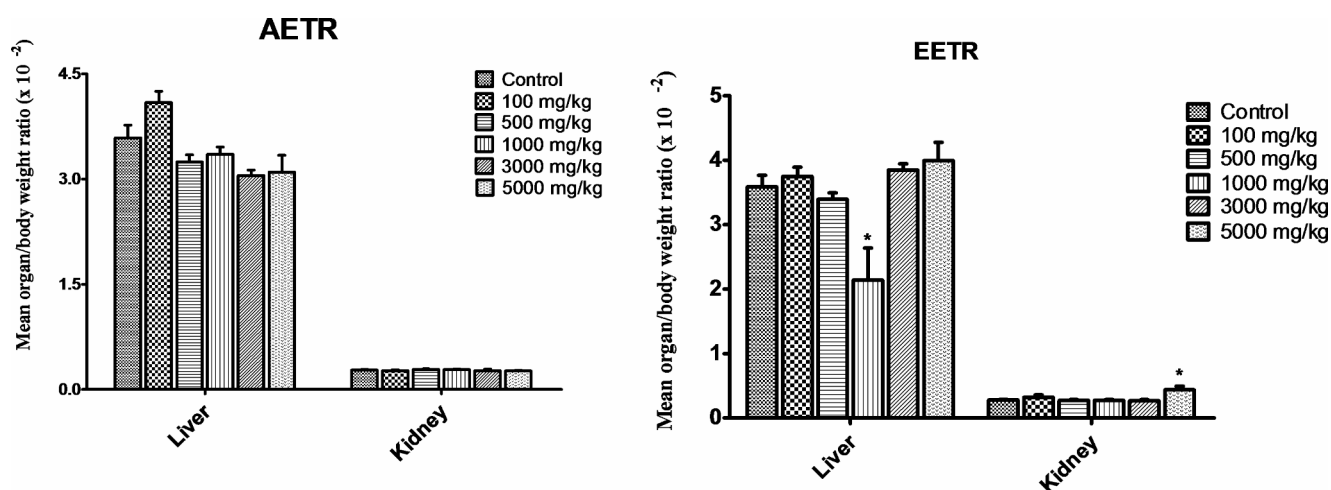 AETR
Mean organ/body weight ratio (x 10 -2)
4.5
3.0
1.5
0.0
Control
100 mg/kg
500 mg/kg
1000 mg/kg
3000 mg/kg
5000 mg/kg
Liver
Kidney
EETR
Mean organ/body weight ratio (x 10 -2)
5
4
3
2
1
0
*
*
Control
100 mg/kg
500 mg/kg
1000 mg/kg
3000 mg/kg
5000 mg/kg
Liver
Kidney